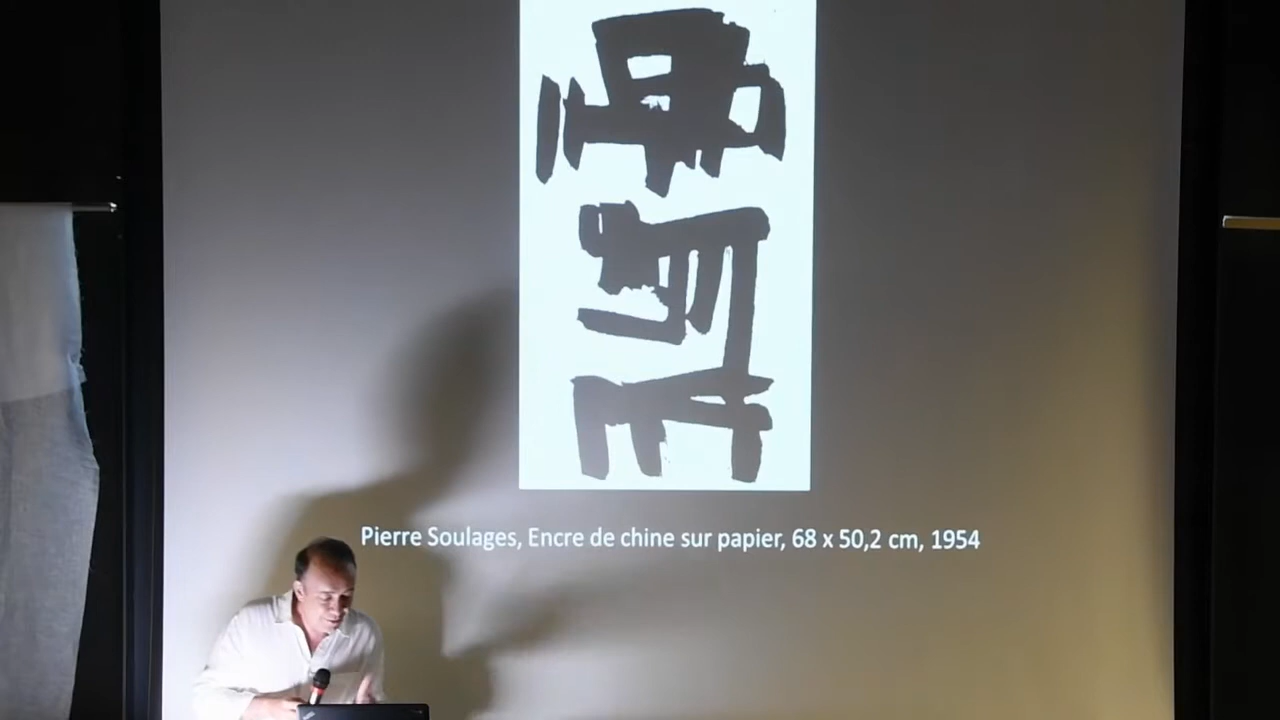 Pierre Soulages, Encre de chine sur papier, 68 x 50,2 cm, 1954